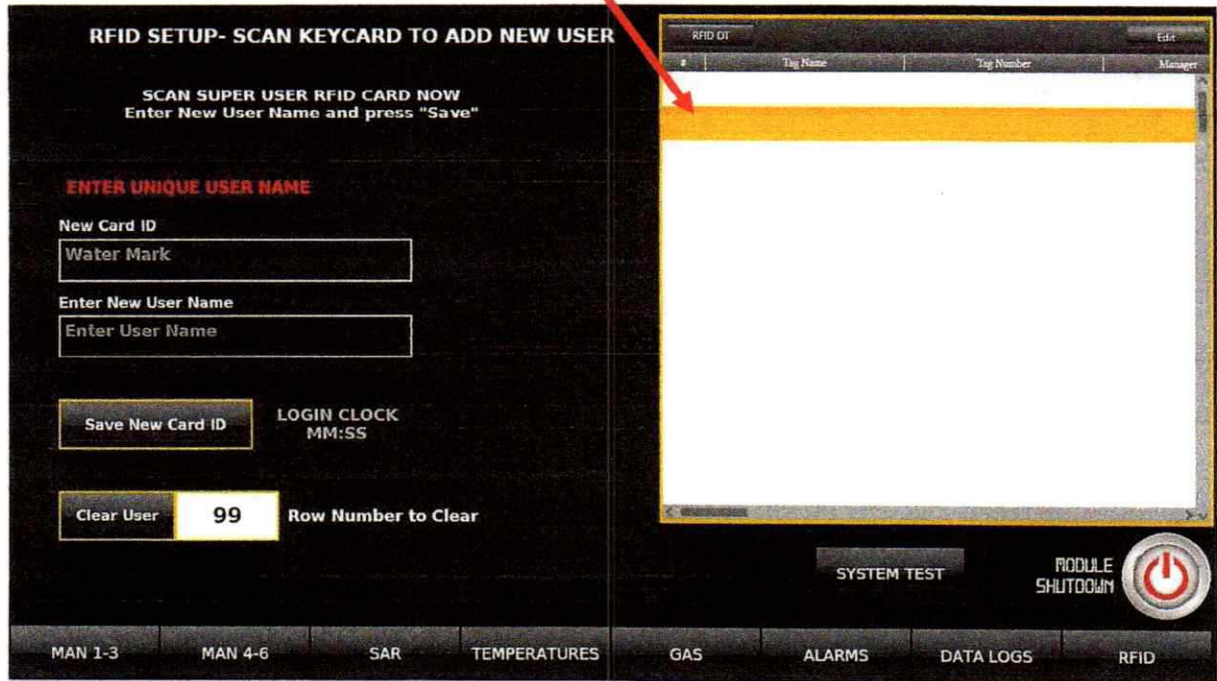 RFID SETUP- SCAN KEYCARD TO ADD NEW USER
SCAN SUPER USER RFID CARD NOW
Enter New User Name and press "Save"
ENTER UNIQUE USER NAME
New Card ID
Water Mark
Enter New User Name
Enter User Name
Save New Card ID
LOGIN CLOCK
MM:SS
Clear User
99
Row Number to Clear
RFID DT
Edit
# Tag Name Tag Number Manager
SYSTEM TEST
MODULE
SHUTDOWN
MAN 1-3 MAN 4-6 SAR TEMPERATURES GAS ALARMS DATA LOGS RFID